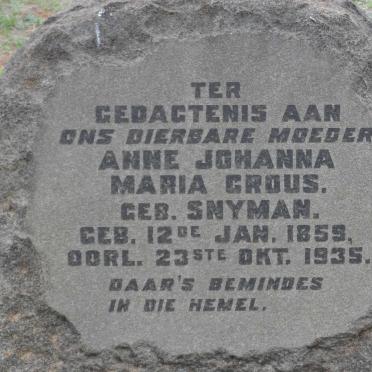 TER
GEDAGTENIS AAN
ONS DIERBARE MOEDER
ANNE JOHANNA
MARIA CROUS.
GEB. SNYMAN.
GEB. 12DE JAN. 1859.
OORL. 23STE OKT. 1935.
DAAR'S BEMINDES
IN DIE HEMEL.